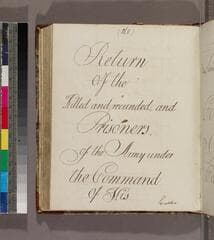 Return
Of the
Killed and wounded and
Prisoners,
of the Army under
the Command
of His